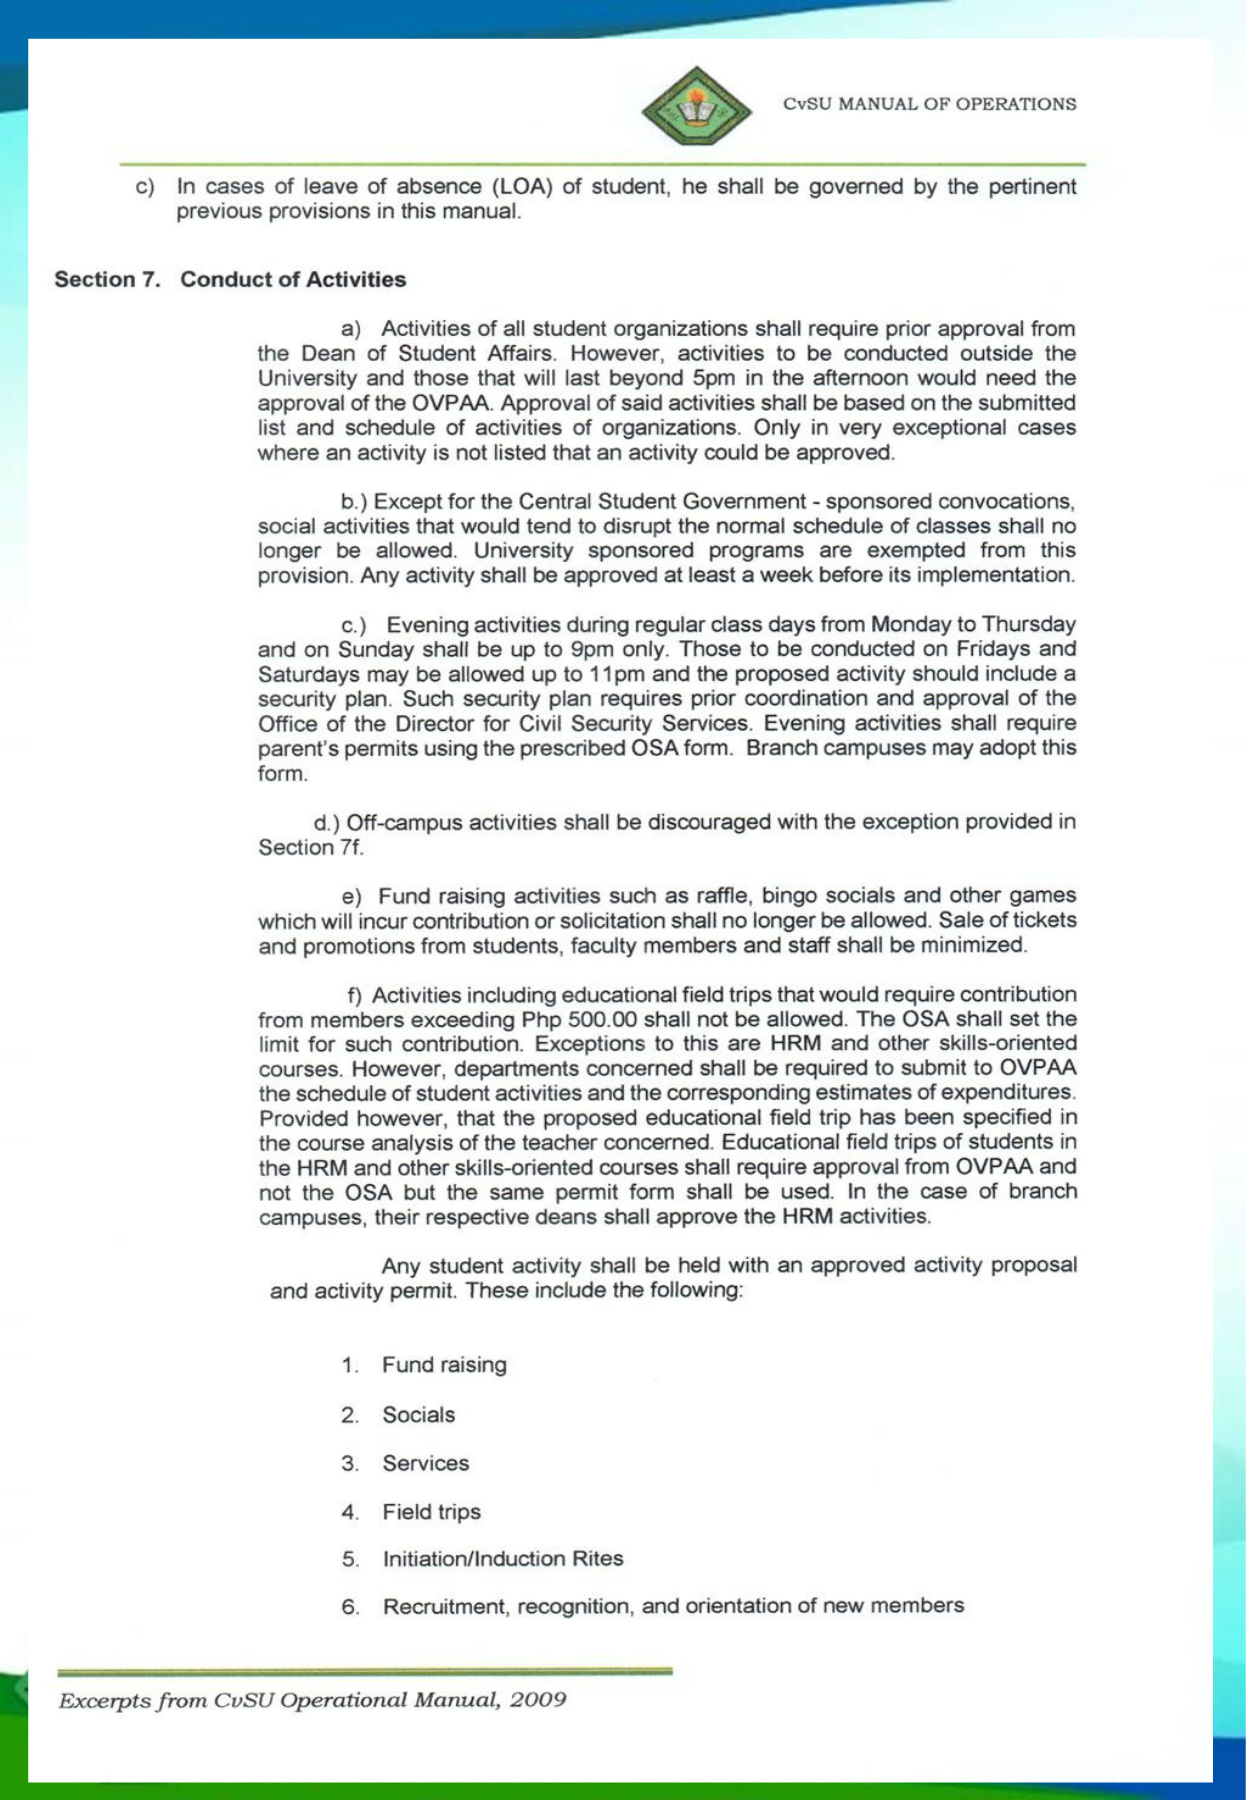 CvSU MANUAL OF OPERATIONS
c) In cases of leave of absence (LOA) of student, he shall be governed by the pertinent
previous provisions in this manual.
Section 7. Conduct of Activities
a) Activities of all student organizations shall require prior approval from
the Dean of Student Affairs. However, activities to be conducted outside the
University and those that will last beyond 5pm in the afternoon would need the
approval of the OVPAA. Approval of said activities shall be based on the submitted
list and schedule of activities of organizations. Only in very exceptional cases
where an activity is not listed that an activity could be approved.
b.) Except for the Central Student Government - sponsored convocations,
social activities that would tend to disrupt the normal schedule of classes shall no
longer be allowed. University sponsored programs are exempted from this
provision. Any activity shall be approved at least a week before its implementation.
c.) Evening activities during regular class days from Monday to Thursday
and on Sunday shall be up to 9pm only. Those to be conducted on Fridays and
Saturdays may be allowed up to 11pm and the proposed activity should include a
security plan. Such security plan requires prior coordination and approval of the
Office of the Director for Civil Security Services. Evening activities shall require
parent's permits using the prescribed OSA form. Branch campuses may adopt this
form.
d.) Off-campus activities shall be discouraged with the exception provided in
Section 7f.
e) Fund raising activities such as raffle, bingo socials and other games
which will incur contribution or solicitation shall no longer be allowed. Sale of tickets
and promotions from students, faculty members and staff shall be minimized.
f) Activities including educational field trips that would require contribution
from members exceeding Php 500.00 shall not be allowed. The OSA shall set the
limit for such contribution. Exceptions to this are HRM and other skills-oriented
courses. However, departments concerned shall be required to submit to OVPAA
the schedule of student activities and the corresponding estimates of expenditures.
Provided however, that the proposed educational field trip has been specified in
the course analysis of the teacher concerned. Educational field trips of students in
the HRM and other skills-oriented courses shall require approval from OVPAA and
not the OSA but the same permit form shall be used. In the case of branch
campuses, their respective deans shall approve the HRM activities.
Any student activity shall be held with an approved activity proposal
and activity permit. These include the following:
1. Fund raising
2. Socials
3. Services
4. Field trips
5. Initiation/Induction Rites
6. Recruitment, recognition, and orientation of new members
Excerpts from CvSU Operational Manual, 2009